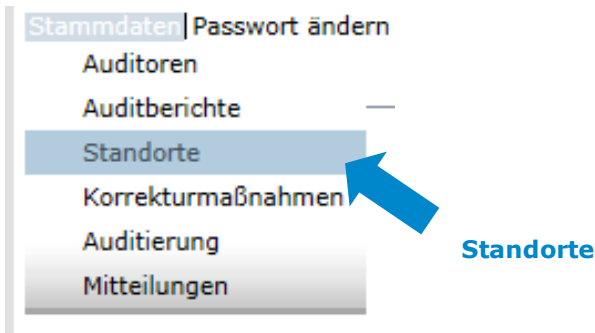 Stammdaten Passwort ändern
Auditoren
Auditberichte
Standorte
Korrekturmaßnahmen
Auditierung
Standorte
Mitteilungen